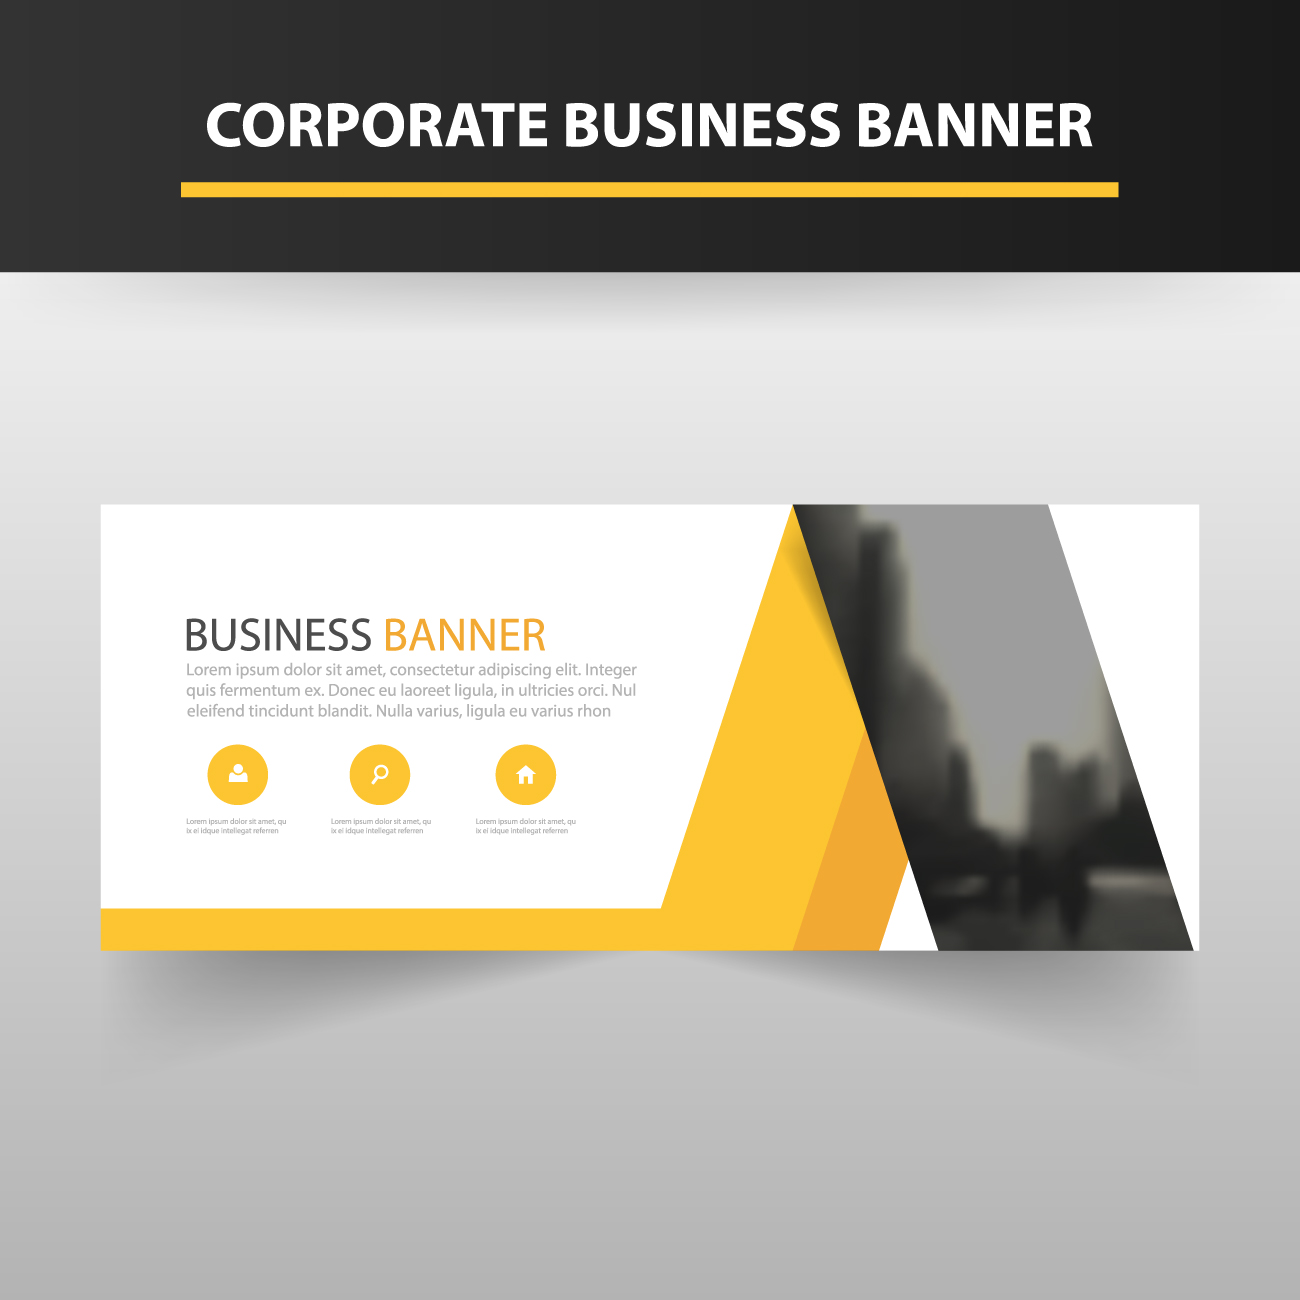 CORPORATE BUSINESS BANNER
BUSINESS BANNER
Lorem ipsum dolor sit amet, consectetur adipiscing elit. Integer
quis fermentum ex. Donec eu laoreet ligula, in ultricies orci. Nul
eleifend tincidunt blandit. Nulla varius, ligula eu varius rhon
Lorem ipsum dolor sit amet, qu
ix ei idque intellegat referren
Lorem ipsum dolor sit amet, qu
ix ei idque intellegat referren
Lorem ipsum dolor sit amet, qu
ix ei idque intellegat referren